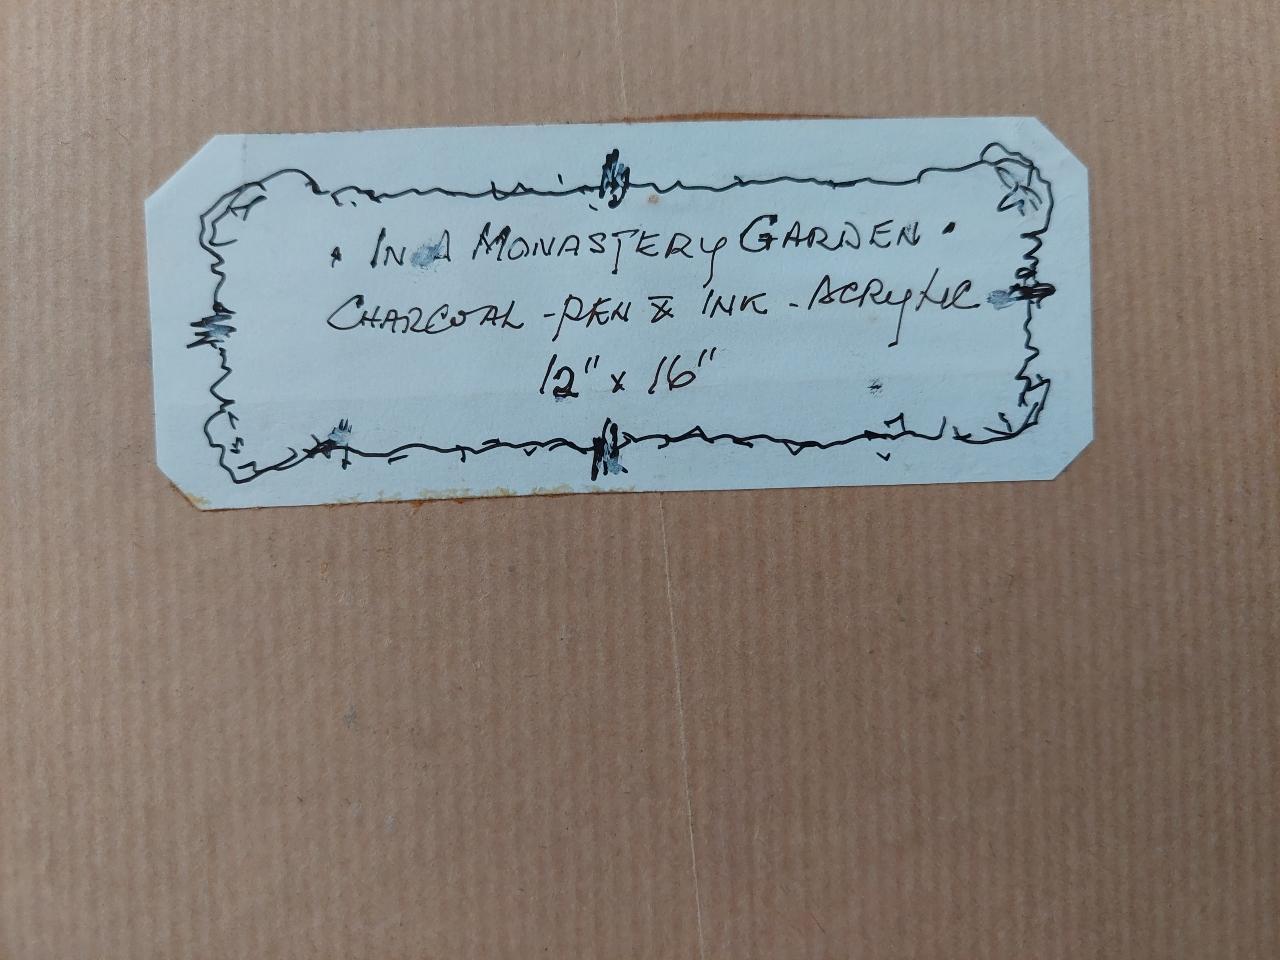 • IN A MONASTERY GARDEN •
CHARCOAL - PEN & INK - ACRYLIC
12" x 16"